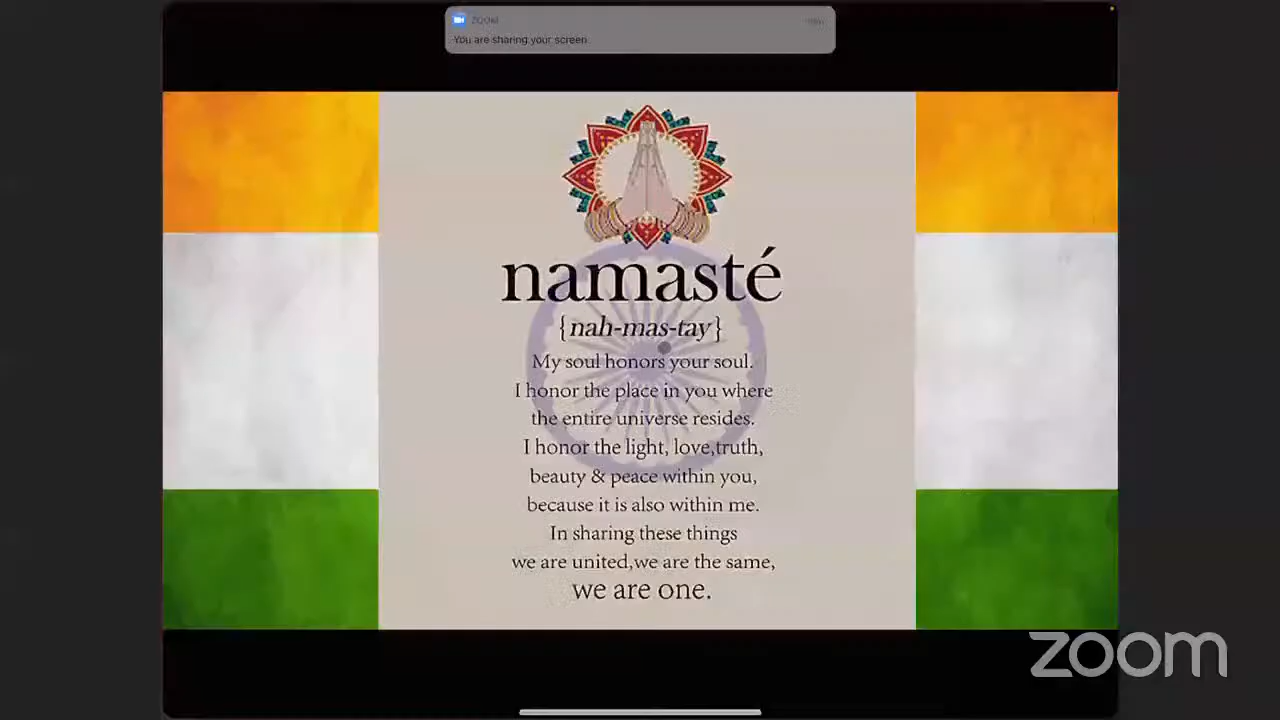 ZOOM
You are sharing your screen
namasté
{nah-mas-tay}
My soul honors your soul.
I honor the place in you where
the entire universe resides.
I honor the light, love,truth,
beauty & peace within you,
because it is also within me.
In sharing these things
we are united,we are the same,
we are one.
zoom